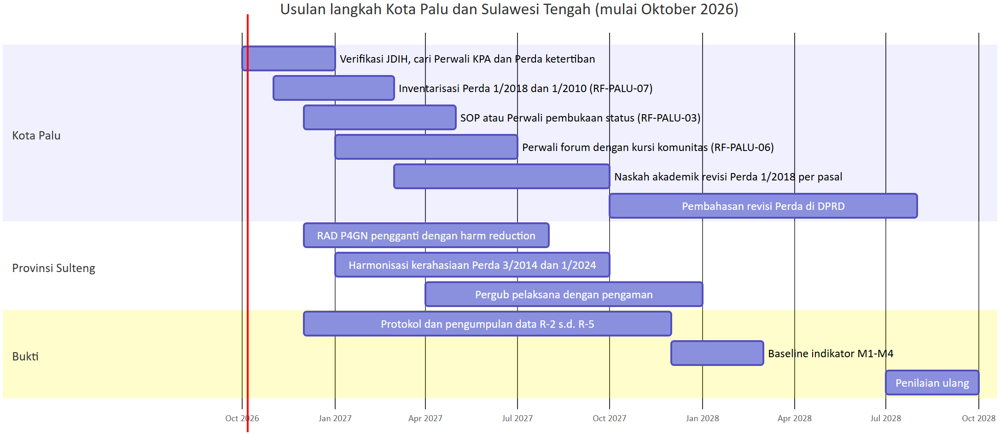 Usulan langkah Kota Palu dan Sulawesi Tengah (mulai Oktober 2026)
Kota Palu
Verifikasi JDIH, cari Perwali KPA dan Perda ketertiban
Inventarisasi Perda 1/2018 dan 1/2010 (RF-PALU-07)
SOP atau Perwali pembukaan status (RF-PALU-03)
Perwali forum dengan kursi komunitas (RF-PALU-06)
Naskah akademik revisi Perda 1/2018 per pasal
Pembahasan revisi Perda di DPRD
Provinsi Sulteng
RAD P4GN pengganti dengan harm reduction
Harmonisasi kerahasiaan Perda 3/2014 dan 1/2024
Pergub pelaksana dengan pengaman
Bukti
Protokol dan pengumpulan data R-2 s.d. R-5
Baseline indikator M1-M4
Penilaian ulang
Oct 2026 Jan 2027 Apr 2027 Jul 2027 Oct 2027 Jan 2028 Apr 2028 Jul 2028 Oct 2028